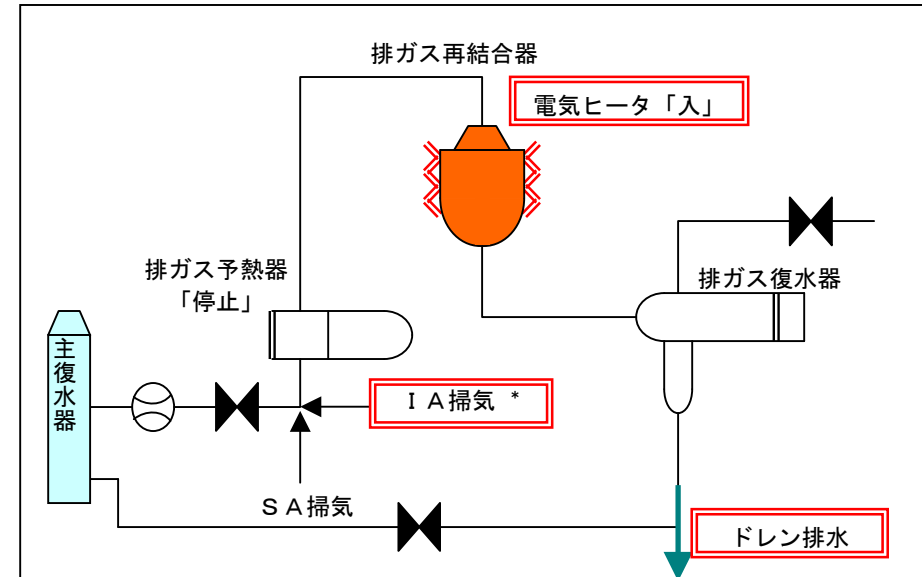 排ガス再結合器
電気ヒータ「入」
排ガス予熱器
「停止」
排ガス復水器
主復水器
ＩＡ掃気 *
ＳＡ掃気
ドレン排水